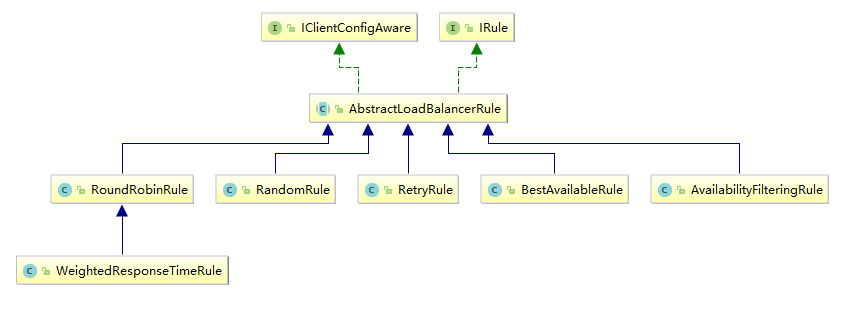 IClientConfigAware
IRule
AbstractLoadBalancerRule
RoundRobinRule
RandomRule
RetryRule
BestAvailableRule
AvailabilityFilteringRule
WeightedResponseTimeRule